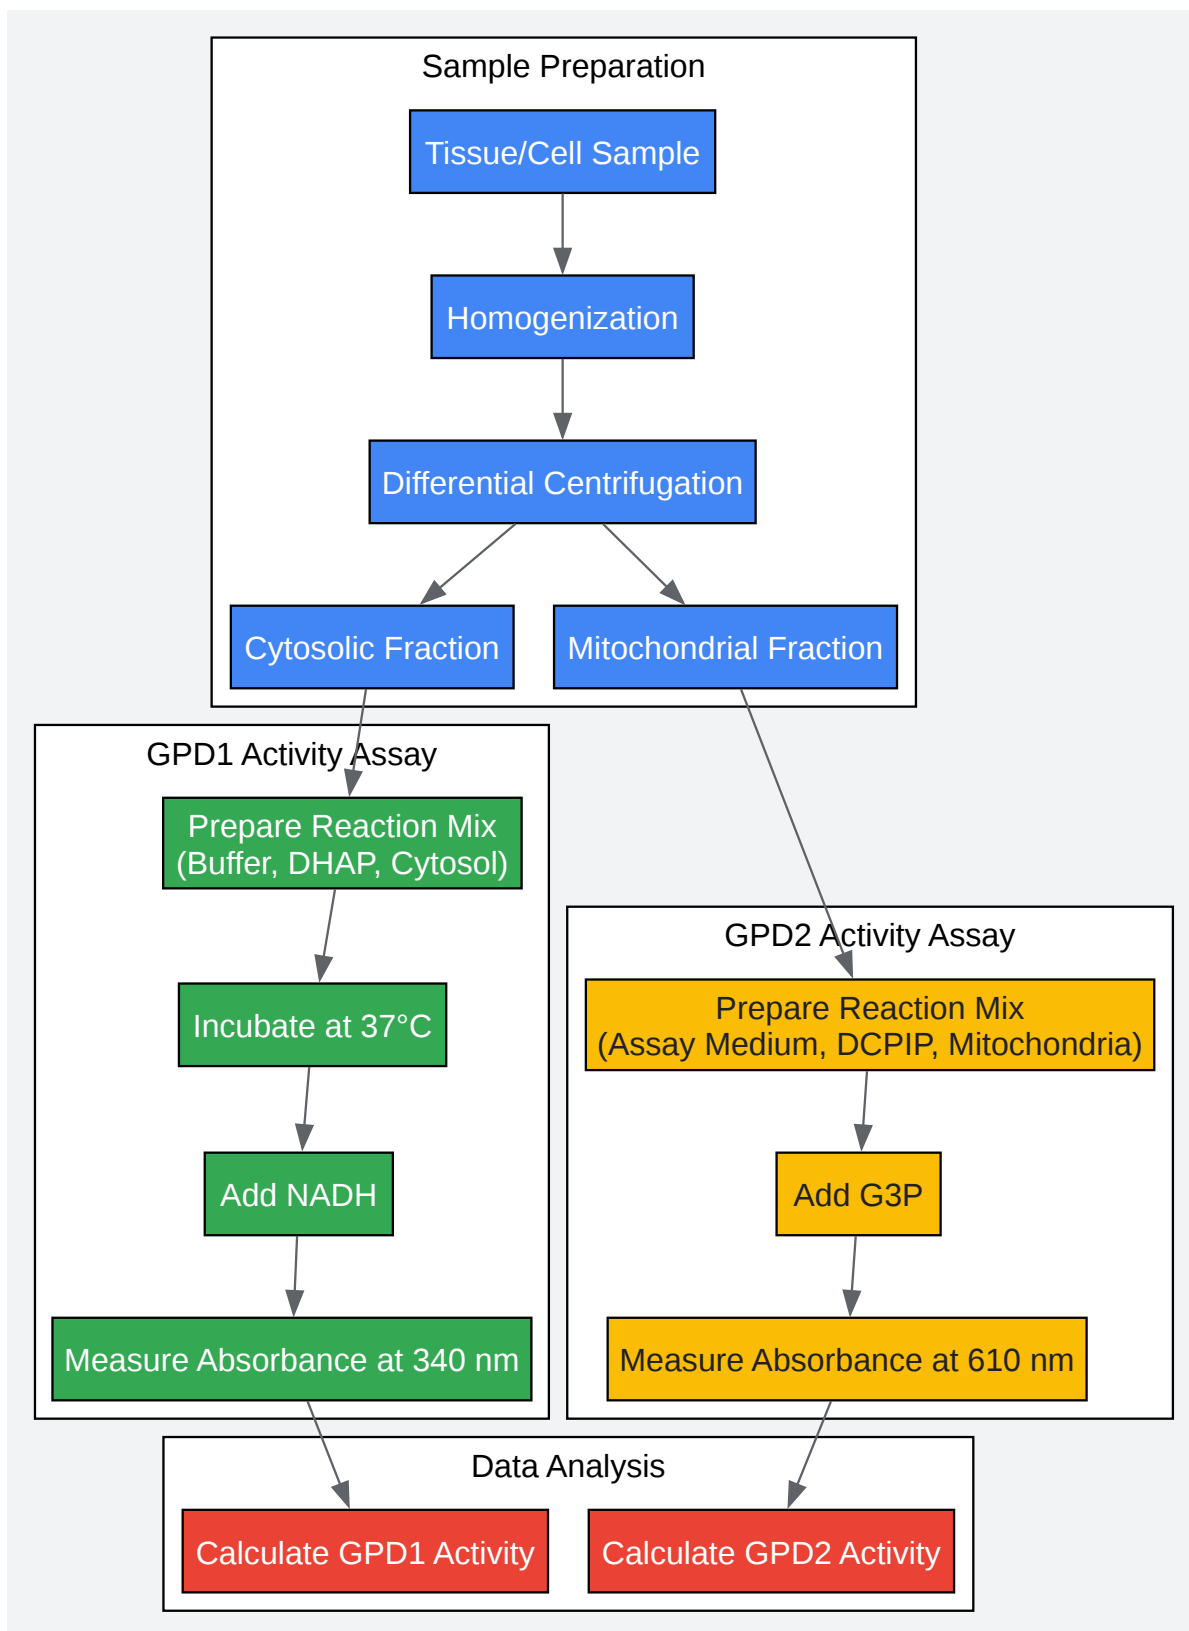 Sample Preparation
Tissue/Cell Sample
Homogenization
Differential Centrifugation
Cytosolic Fraction
Mitochondrial Fraction
GPD1 Activity Assay
Prepare Reaction Mix
(Buffer, DHAP, Cytosol)
Incubate at 37°C
Add NADH
Measure Absorbance at 340 nm
GPD2 Activity Assay
Prepare Reaction Mix
(Assay Medium, DCPIP, Mitochondria)
Add G3P
Measure Absorbance at 610 nm
Data Analysis
Calculate GPD1 Activity
Calculate GPD2 Activity